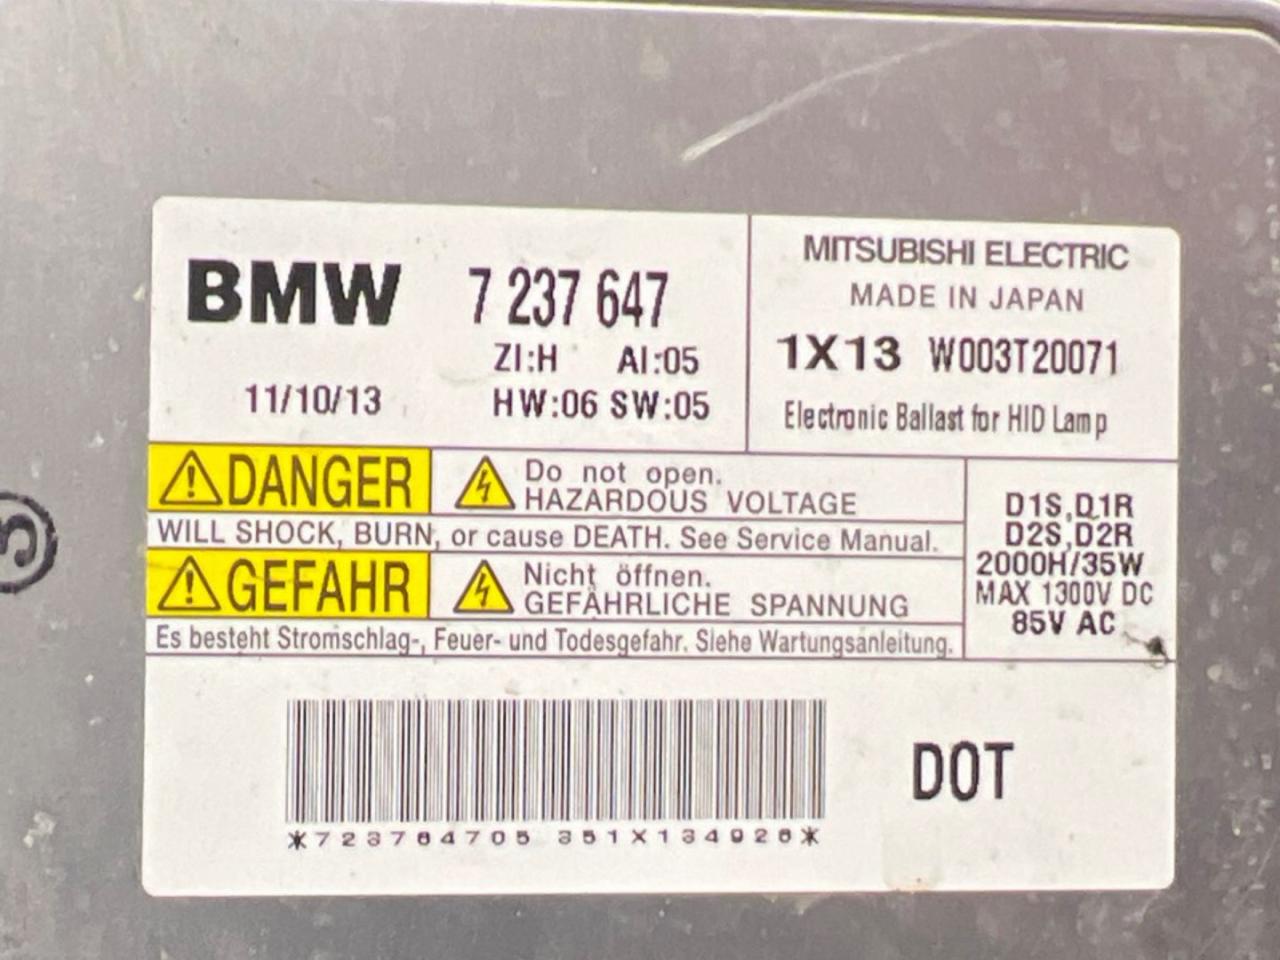 BMW 7 237 647
ZI:H AI:05
11/10/13 HW:06 SW:05
MITSUBISHI ELECTRIC
MADE IN JAPAN
1X13 W003T20071
Electronic Ballast for HID Lamp
DANGER Do not open.
HAZARDOUS VOLTAGE
WILL SHOCK, BURN, or cause DEATH. See Service Manual.
GEFAHR Nicht öffnen.
GEFÄHRLICHE SPANNUNG
Es besteht Stromschlag-, Feuer- und Todesgefahr. Siehe Wartungsanleitung.
D1S,D1R
D2S,D2R
2000H/35W
MAX 1300V DC
85V AC
DOT
*723764705 351X134926*